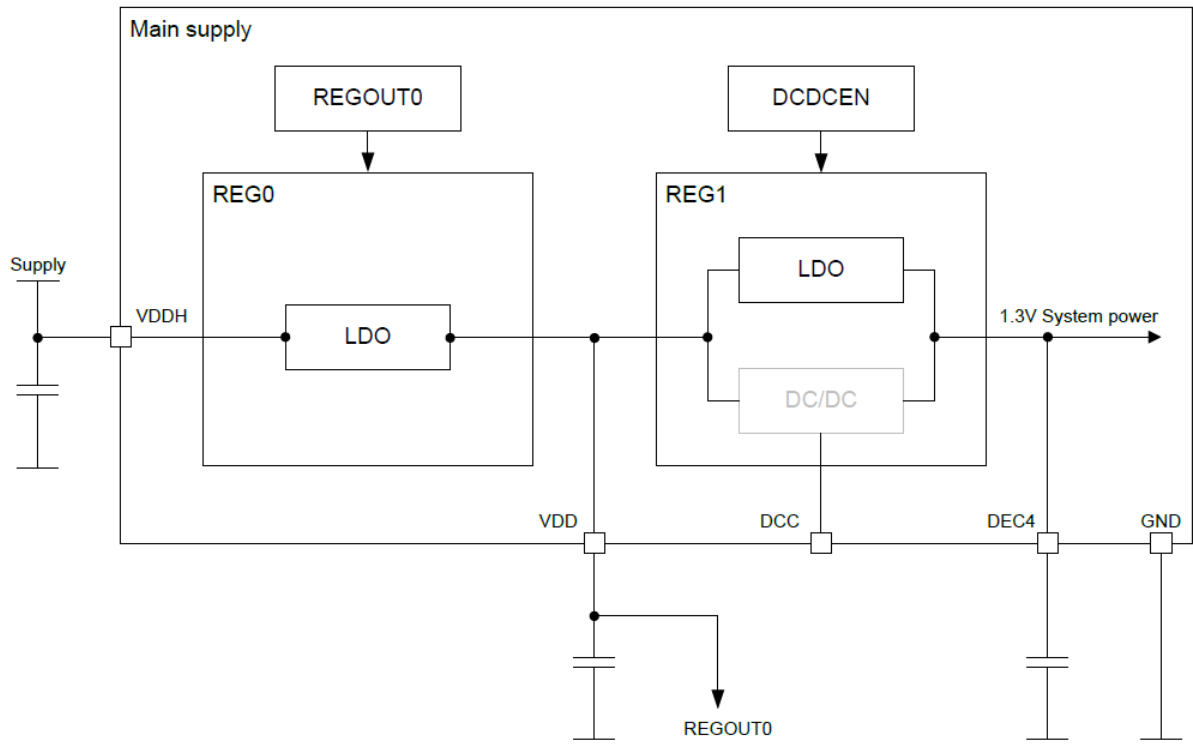 Main supply
REGOUT0
DCDCEN
REG0
REG1
LDO
Supply
VDDH
LDO
1.3V System power
DC/DC
VDD
DCC
DEC4
GND
REGOUT0